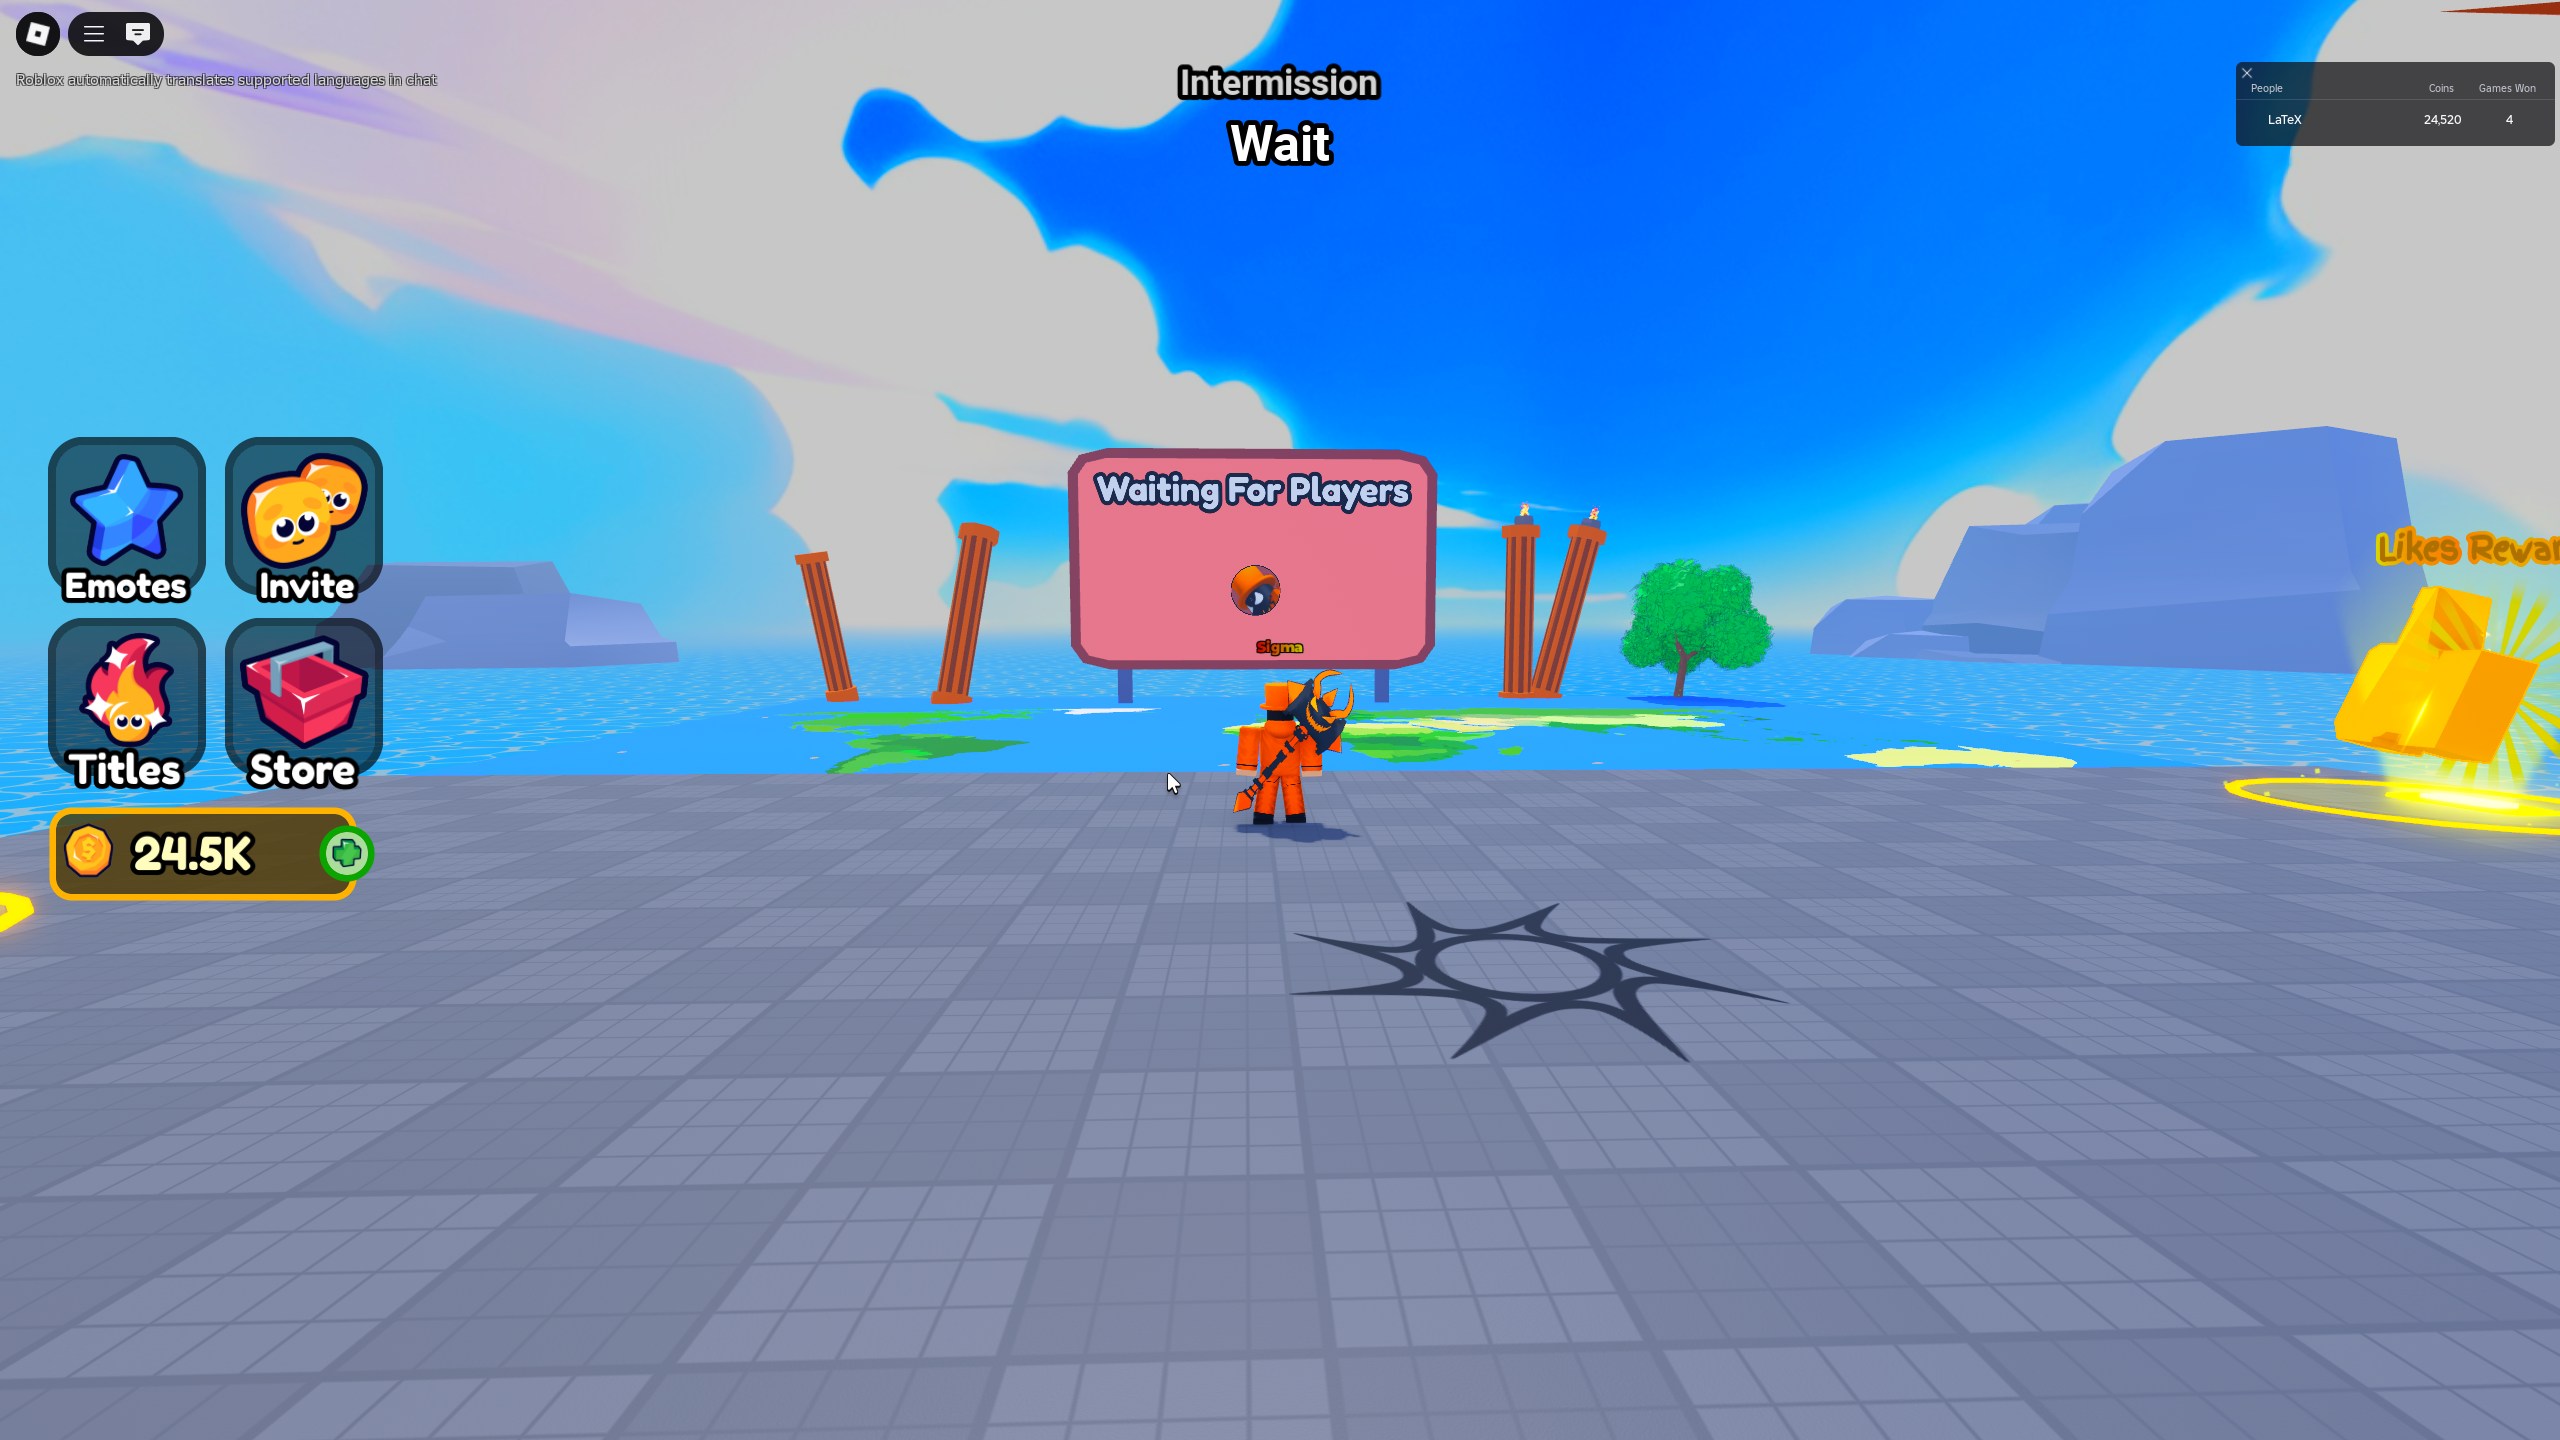 Roblox automatically translates supported languages in chat
Intermission
Wait
People Coins Games Won
LaTeX 24,520 4
Waiting For Players
Sigma
Emotes
Invite
Titles
Store
24.5K
Likes